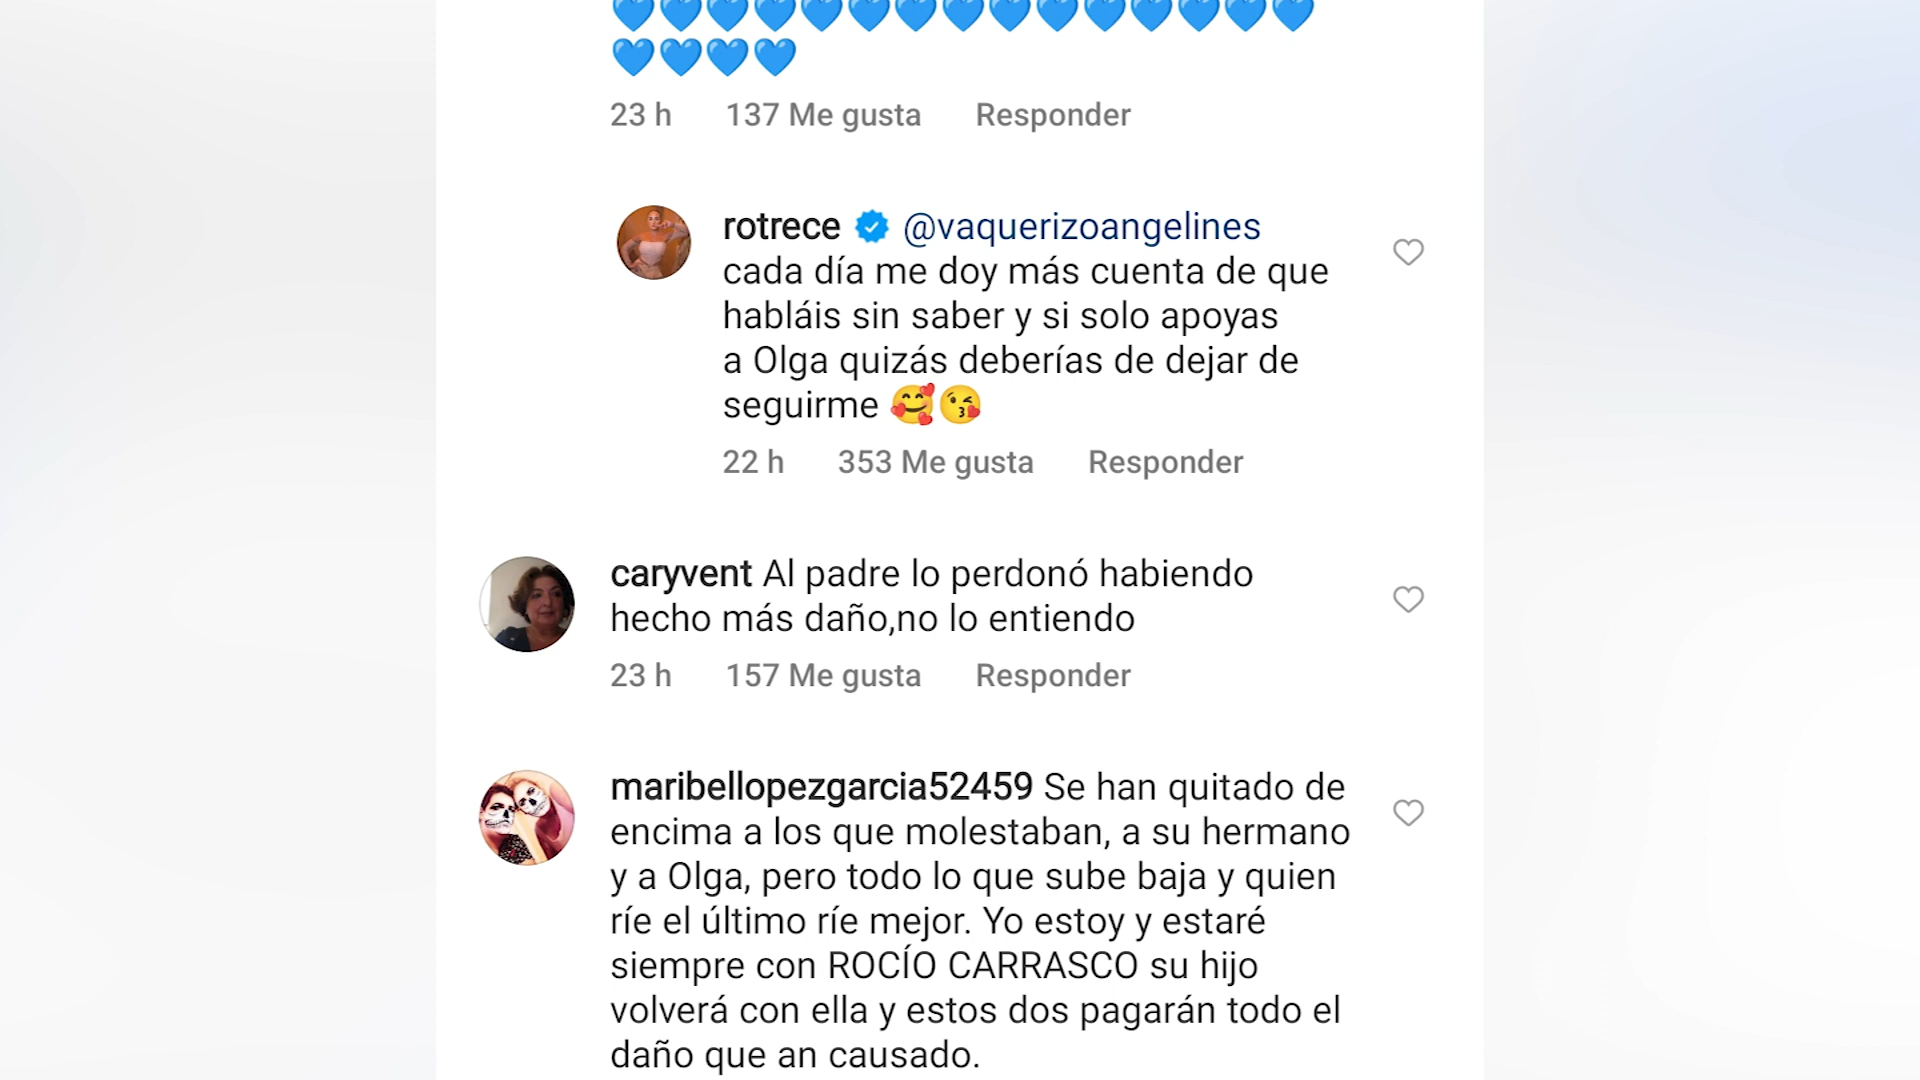 💙💙💙💙💙💙💙💙💙💙💙💙💙💙💙
💙💙💙💙
23 h 137 Me gusta Responder
rotrece @vaquerizoangelines
cada día me doy más cuenta de que
habláis sin saber y si solo apoyas
a Olga quizás deberías de dejar de
seguirme 🥰😘
22 h 353 Me gusta Responder
caryvent Al padre lo perdonó habiendo
hecho más daño,no lo entiendo
23 h 157 Me gusta Responder
maribellopezgarcia52459 Se han quitado de
encima a los que molestaban, a su hermano
y a Olga, pero todo lo que sube baja y quien
ríe el último ríe mejor. Yo estoy y estaré
siempre con ROCÍO CARRASCO su hijo
volverá con ella y estos dos pagarán todo el
daño que an causado.